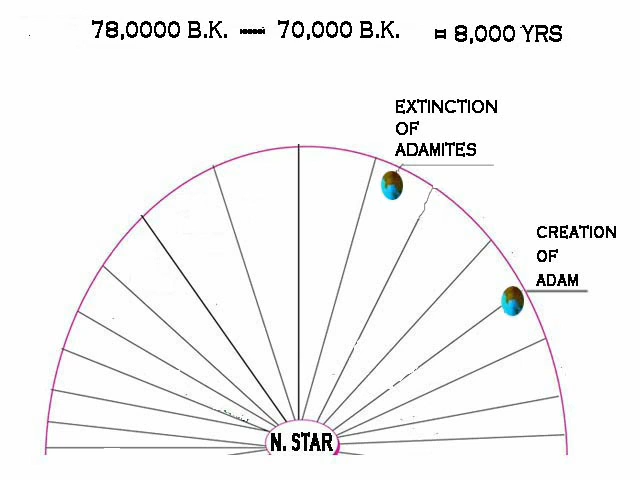 78,0000 B.K. ---- 70,000 B.K. = 8,000 YRS
EXTINCTION
OF
ADAMITES
CREATION
OF
ADAM
N. STAR